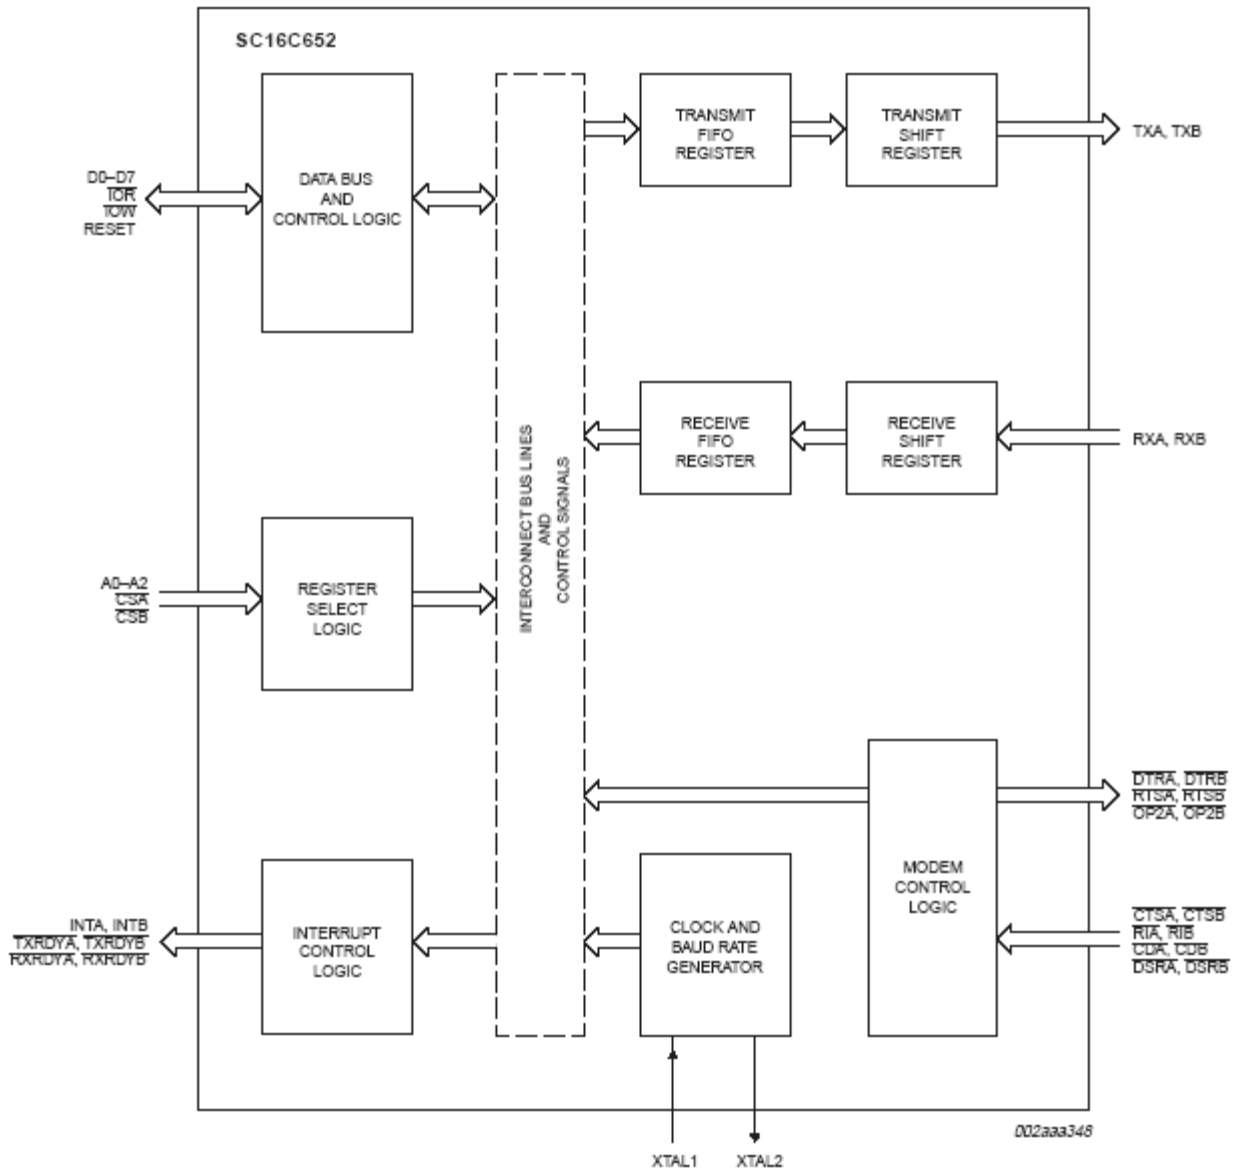 SC16C652
D0–D7
IOR
IOW
RESET
DATA BUS
AND
CONTROL LOGIC
TRANSMIT
FIFO
REGISTER
TRANSMIT
SHIFT
REGISTER
TXA, TXB
INTERCONNECT BUS LINES
AND
CONTROL SIGNALS
RECEIVE
FIFO
REGISTER
RECEIVE
SHIFT
REGISTER
RXA, RXB
A0–A2
CSA
CSB
REGISTER
SELECT
LOGIC
DTRA, DTRB
RTSA, RTSB
OP2A, OP2B
MODEM
CONTROL
LOGIC
CTSA, CTSB
RIA, RIB
CDA, CDB
DSRA, DSRB
INTA, INTB
TXRDYA, TXRDYB
RXRDYA, RXRDYB
INTERRUPT
CONTROL
LOGIC
CLOCK AND
BAUD RATE
GENERATOR
XTAL1
XTAL2
002aaa348